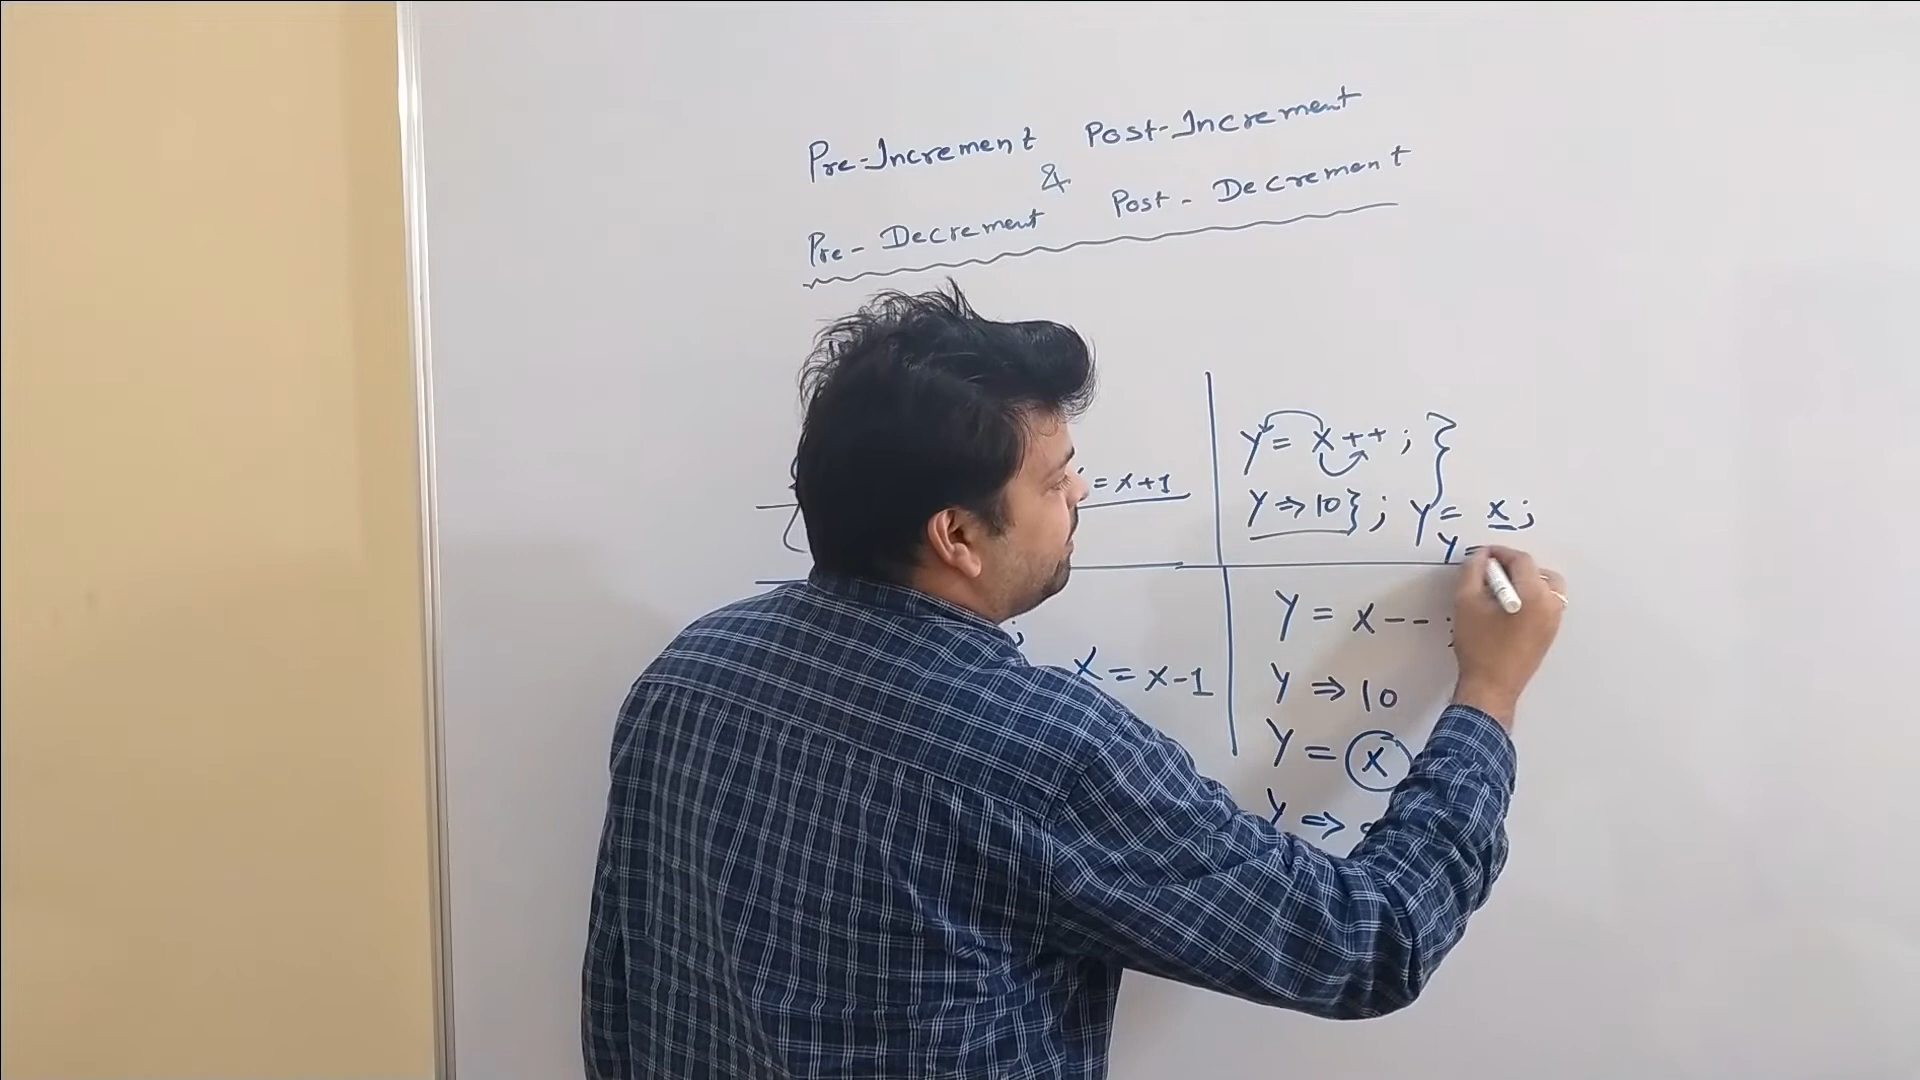 Pre-Increment Post-Increment
&
Pre-Decrement Post-Decrement
= x+1
Y = X++ ; }
Y => 10} ; Y = x ;
Y =
;
X = x-1
Y = X-- ;
Y => 10
Y = X
Y =>